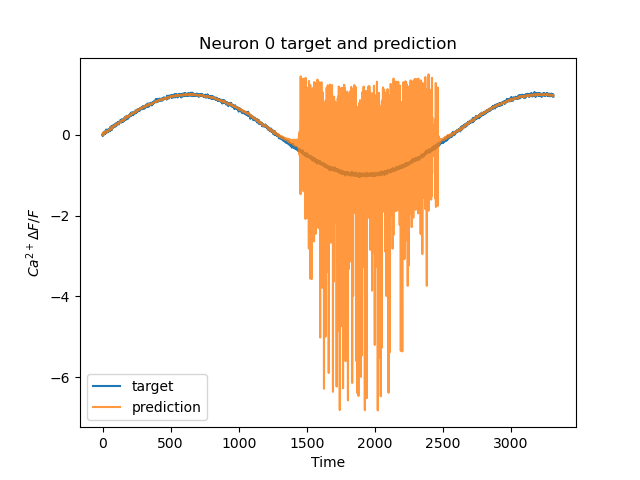 Neuron 0 target and prediction
Ca²⁺ ΔF/F
0
−2
−4
−6
target
prediction
0 500 1000 1500 2000 2500 3000
Time